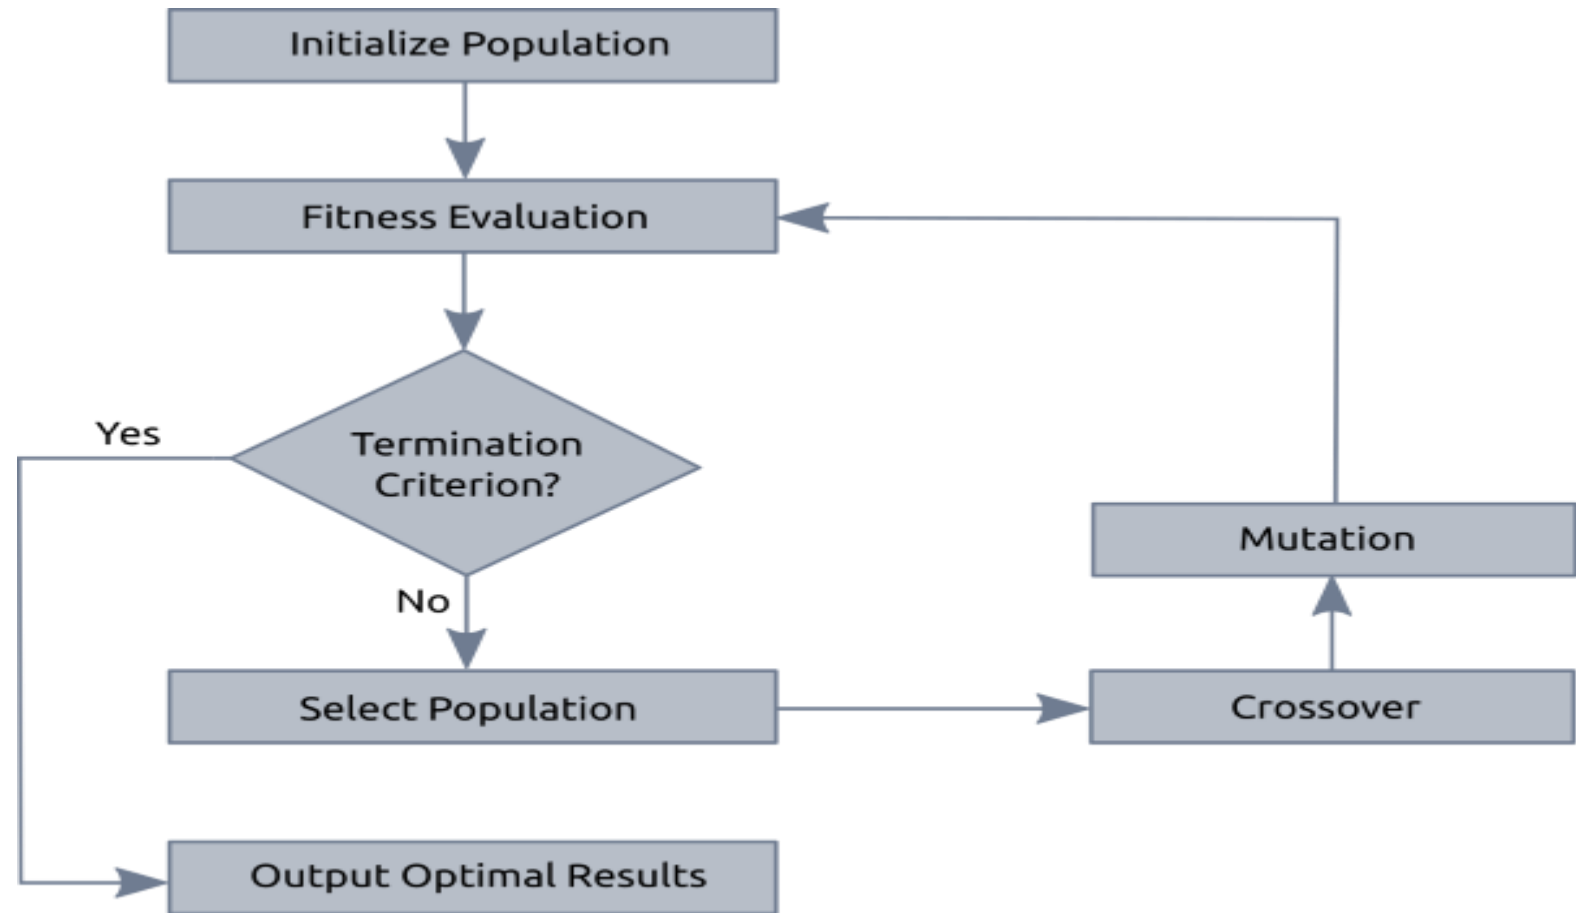 Initialize Population
Fitness Evaluation
Yes
Termination
Criterion?
Mutation
No
Select Population
Crossover
Output Optimal Results